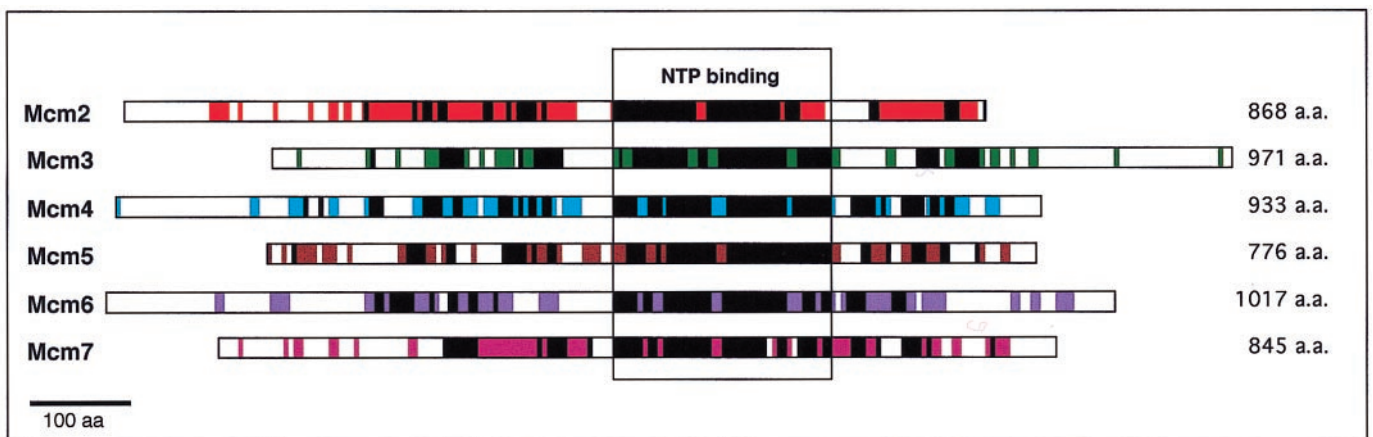 NTP binding
Mcm2 868 a.a.
Mcm3 971 a.a.
Mcm4 933 a.a.
Mcm5 776 a.a.
Mcm6 1017 a.a.
Mcm7 845 a.a.
100 aa